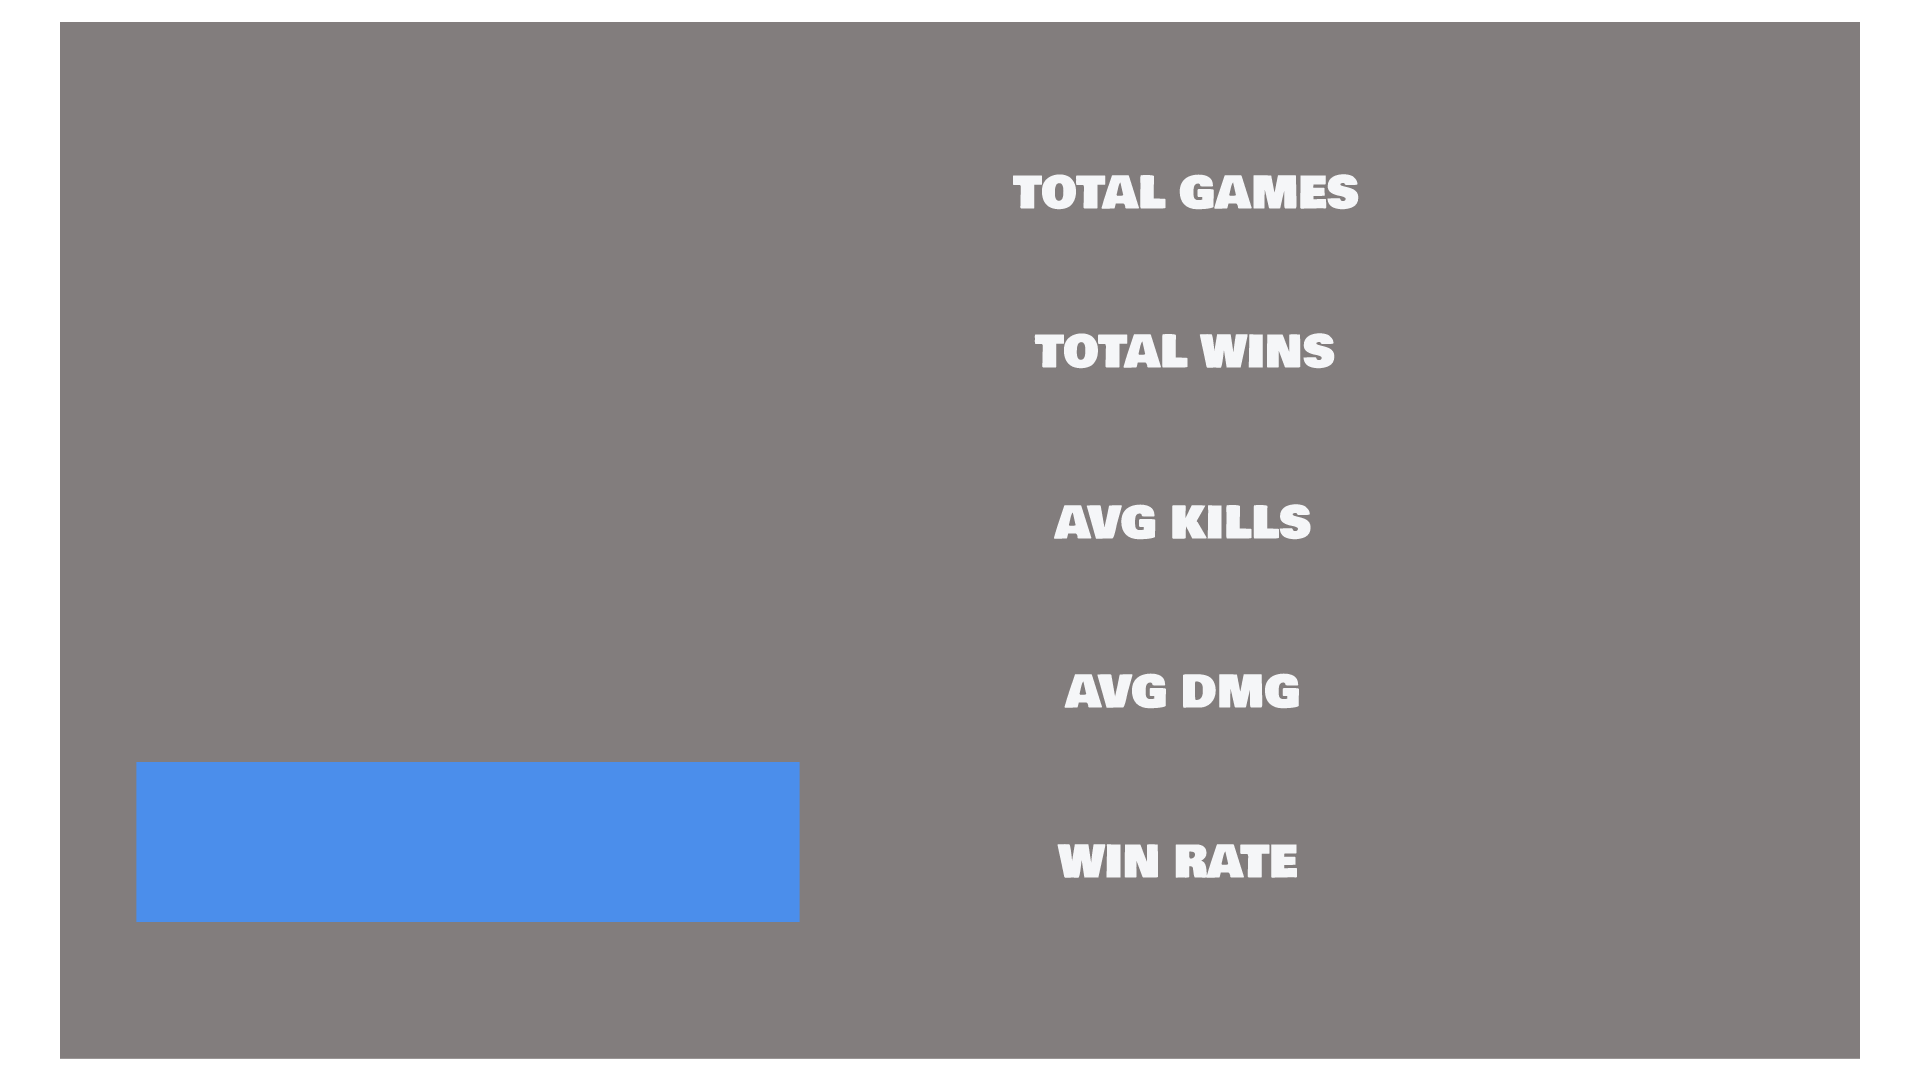 TOTAL GAMES
TOTAL WINS
AVG KILLS
AVG DMG
WIN RATE